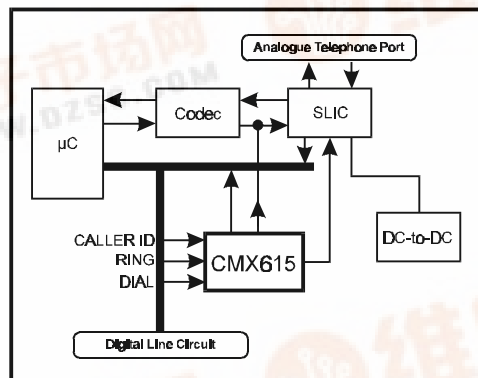 Analogue Telephone Port
Codec
SLIC
µC
CALLER ID
RING
DIAL
CMX615
DC-to-DC
Digital Line Circuit